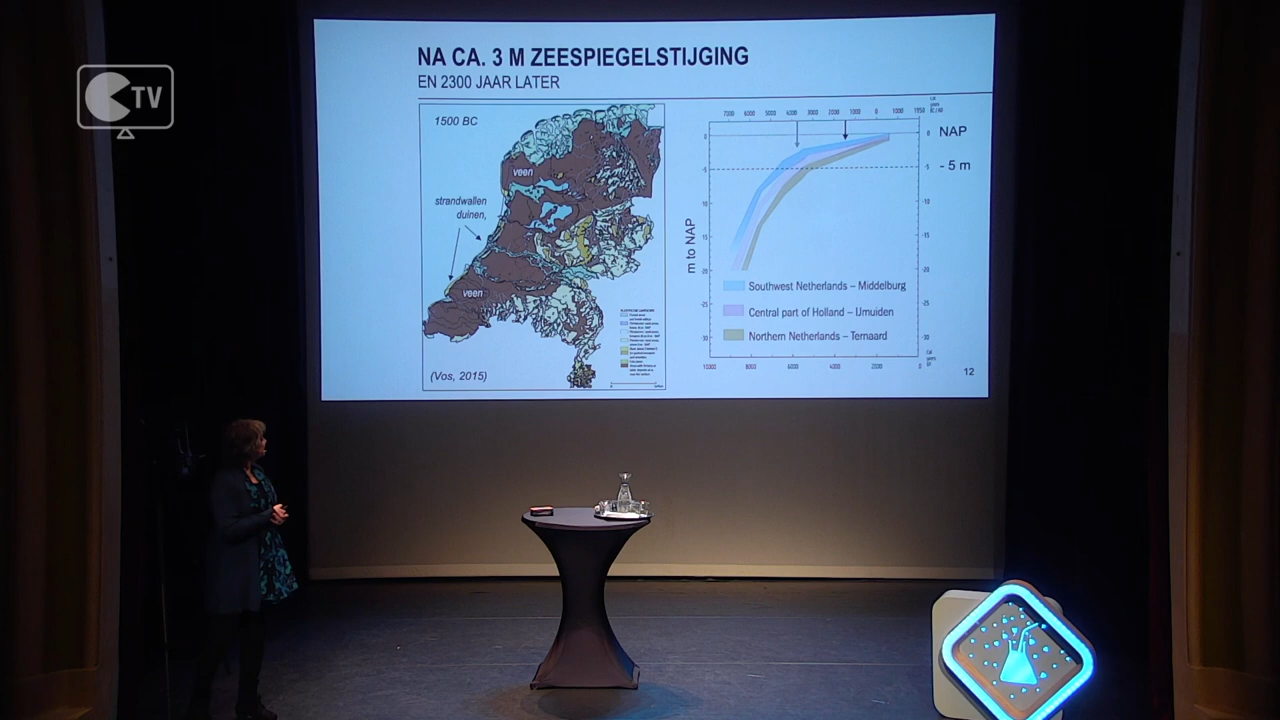 TV
NA CA. 3 M ZEESPIEGELSTIJGING
EN 2300 JAAR LATER
1500 BC
veen
strandwallen
duinen,
veen
(Vos, 2015)
7000 6000 5000 4000 3000 2000 1000 0 1000 1950
NAP
- 5 m
m to NAP
Southwest Netherlands – Middelburg
Central part of Holland – IJmuiden
Northern Netherlands – Ternaard
10000 8000 6000 4000 2000 0
12